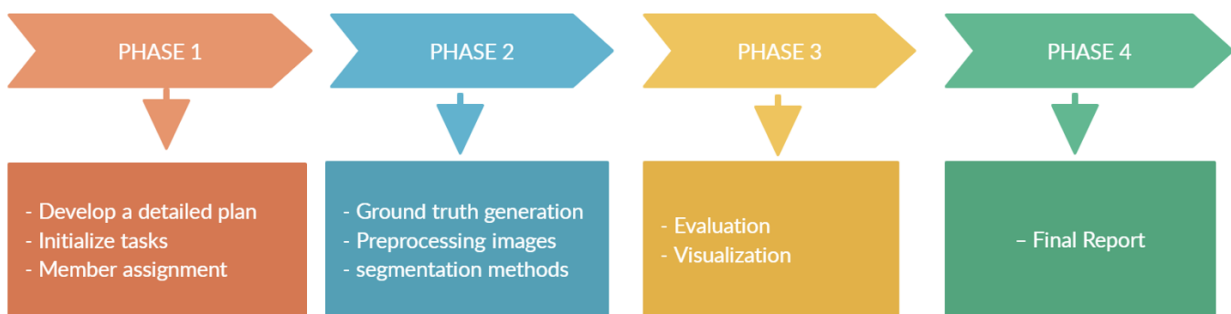 PHASE 1
PHASE 2
PHASE 3
PHASE 4
- Develop a detailed plan
- Initialize tasks
- Member assignment
- Ground truth generation
- Preprocessing images
- segmentation methods
- Evaluation
- Visualization
– Final Report